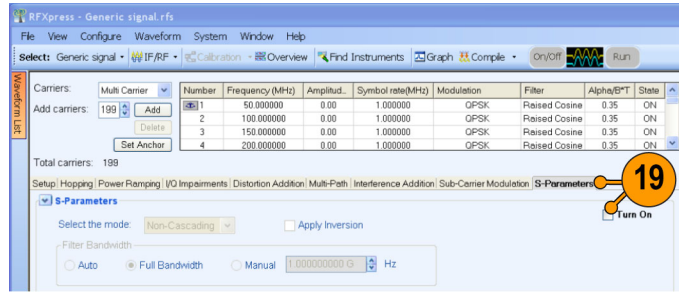 RFXpress - Generic signal.rfs
File View Configure Waveform System Window Help
Select: Generic signal IF/RF Calibration Overview Find Instruments Graph Compile On/Off Run
Waveform List
Carriers: Multi Carrier
Add carriers: 199 Add
Delete
Set Anchor
Total carriers: 199
Number Frequency (MHz) Amplitud... Symbol rate(MHz) Modulation Filter Alpha/B*T State
1 50.000000 0.00 1.000000 QPSK Raised Cosine 0.35 ON
2 100.000000 0.00 1.000000 QPSK Raised Cosine 0.35 ON
3 150.000000 0.00 1.000000 QPSK Raised Cosine 0.35 ON
4 200.000000 0.00 1.000000 QPSK Raised Cosine 0.35 ON
Setup Hopping Power Ramping I/Q Impairments Distortion Addition Multi-Path Interference Addition Sub-Carrier Modulation S-Parameters
19
S-Parameters
Turn On
Select the mode: Non-Cascading Apply Inversion
Filter Bandwidth
Auto Full Bandwidth Manual 1.000000000 G Hz